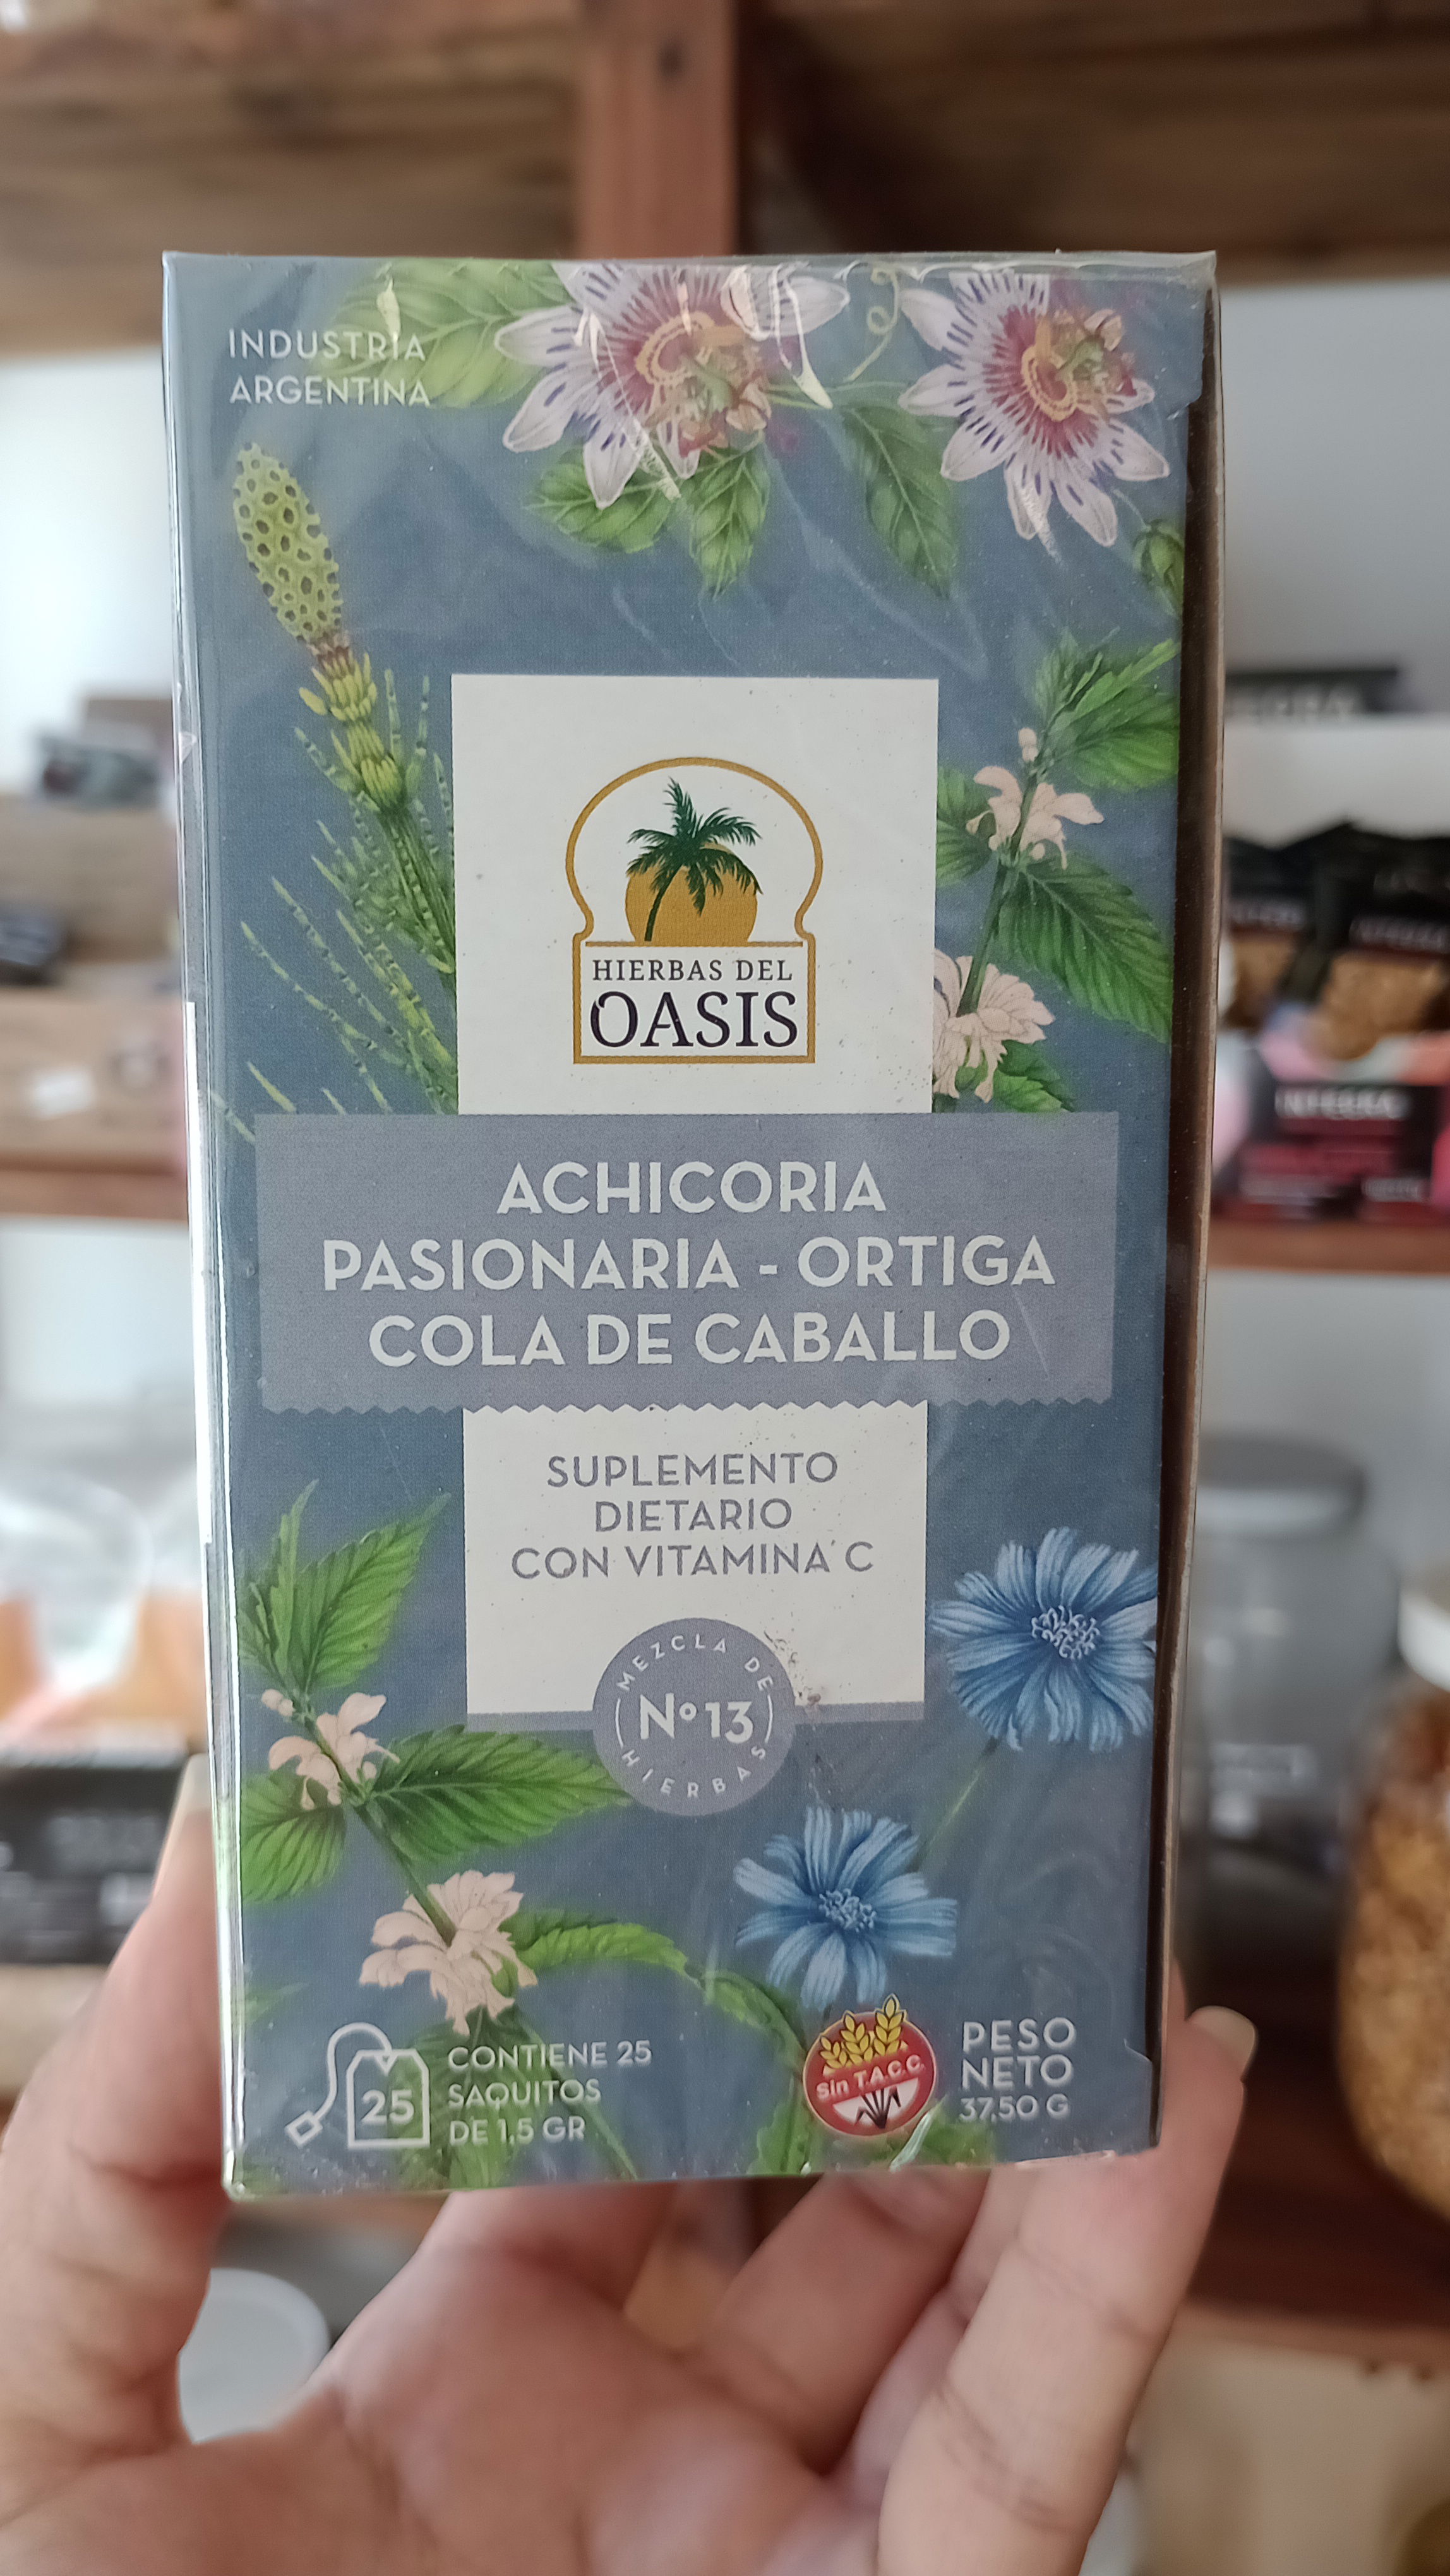 INDUSTRIA
ARGENTINA
HIERBAS DEL
OASIS
ACHICORIA
PASIONARIA - ORTIGA
COLA DE CABALLO
SUPLEMENTO
DIETARIO
CON VITAMINA C
MEZCLA DE
Nº 13
HIERBAS
25
CONTIENE 25
SAQUITOS
DE 1,5 GR
Sin T.A.C.C.
PESO
NETO
37,50 G